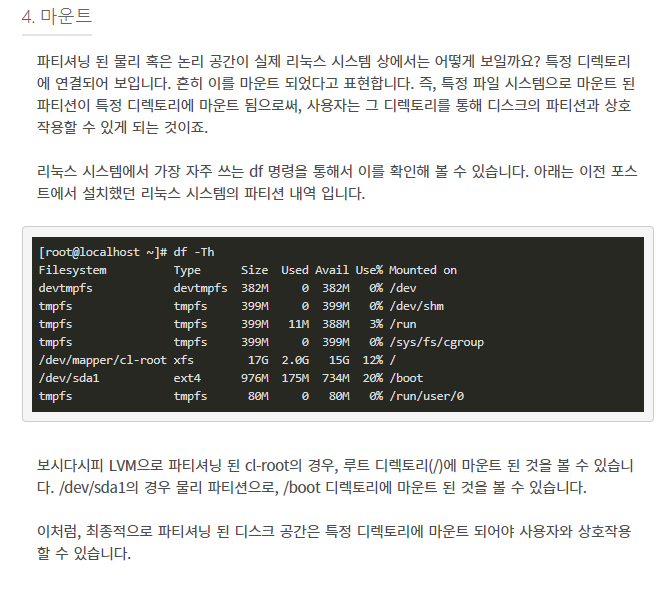 4. 마운트
파티셔닝 된 물리 혹은 논리 공간이 실제 리눅스 시스템 상에서는 어떻게 보일까요? 특정 디렉토리
에 연결되어 보입니다. 흔히 이를 마운트 되었다고 표현합니다. 즉, 특정 파일 시스템으로 마운트 된
파티션이 특정 디렉토리에 마운트 됨으로써, 사용자는 그 디렉토리를 통해 디스크의 파티션과 상호
작용할 수 있게 되는 것이죠.
리눅스 시스템에서 가장 자주 쓰는 df 명령을 통해서 이를 확인해 볼 수 있습니다. 아래는 이전 포스
트에서 설치했던 리눅스 시스템의 파티션 내역 입니다.
[root@localhost ~]# df -Th
Filesystem Type Size Used Avail Use% Mounted on
devtmpfs devtmpfs 382M 0 382M 0% /dev
tmpfs tmpfs 399M 0 399M 0% /dev/shm
tmpfs tmpfs 399M 11M 388M 3% /run
tmpfs tmpfs 399M 0 399M 0% /sys/fs/cgroup
/dev/mapper/cl-root xfs 17G 2.0G 15G 12% /
/dev/sda1 ext4 976M 175M 734M 20% /boot
tmpfs tmpfs 80M 0 80M 0% /run/user/0
보시다시피 LVM으로 파티셔닝 된 cl-root의 경우, 루트 디렉토리(/)에 마운트 된 것을 볼 수 있습니
다. /dev/sda1의 경우 물리 파티션으로, /boot 디렉토리에 마운트 된 것을 볼 수 있습니다.
이처럼, 최종적으로 파티셔닝 된 디스크 공간은 특정 디렉토리에 마운트 되어야 사용자와 상호작용
할 수 있습니다.